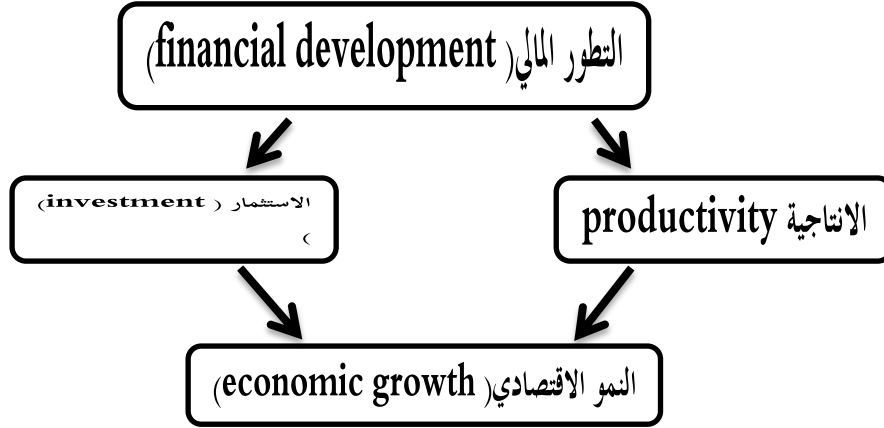 التطور المالي( financial development)
الانتاجية productivity
الاستثمار ( investment)
)
النمو الاقتصادي( economic growth)